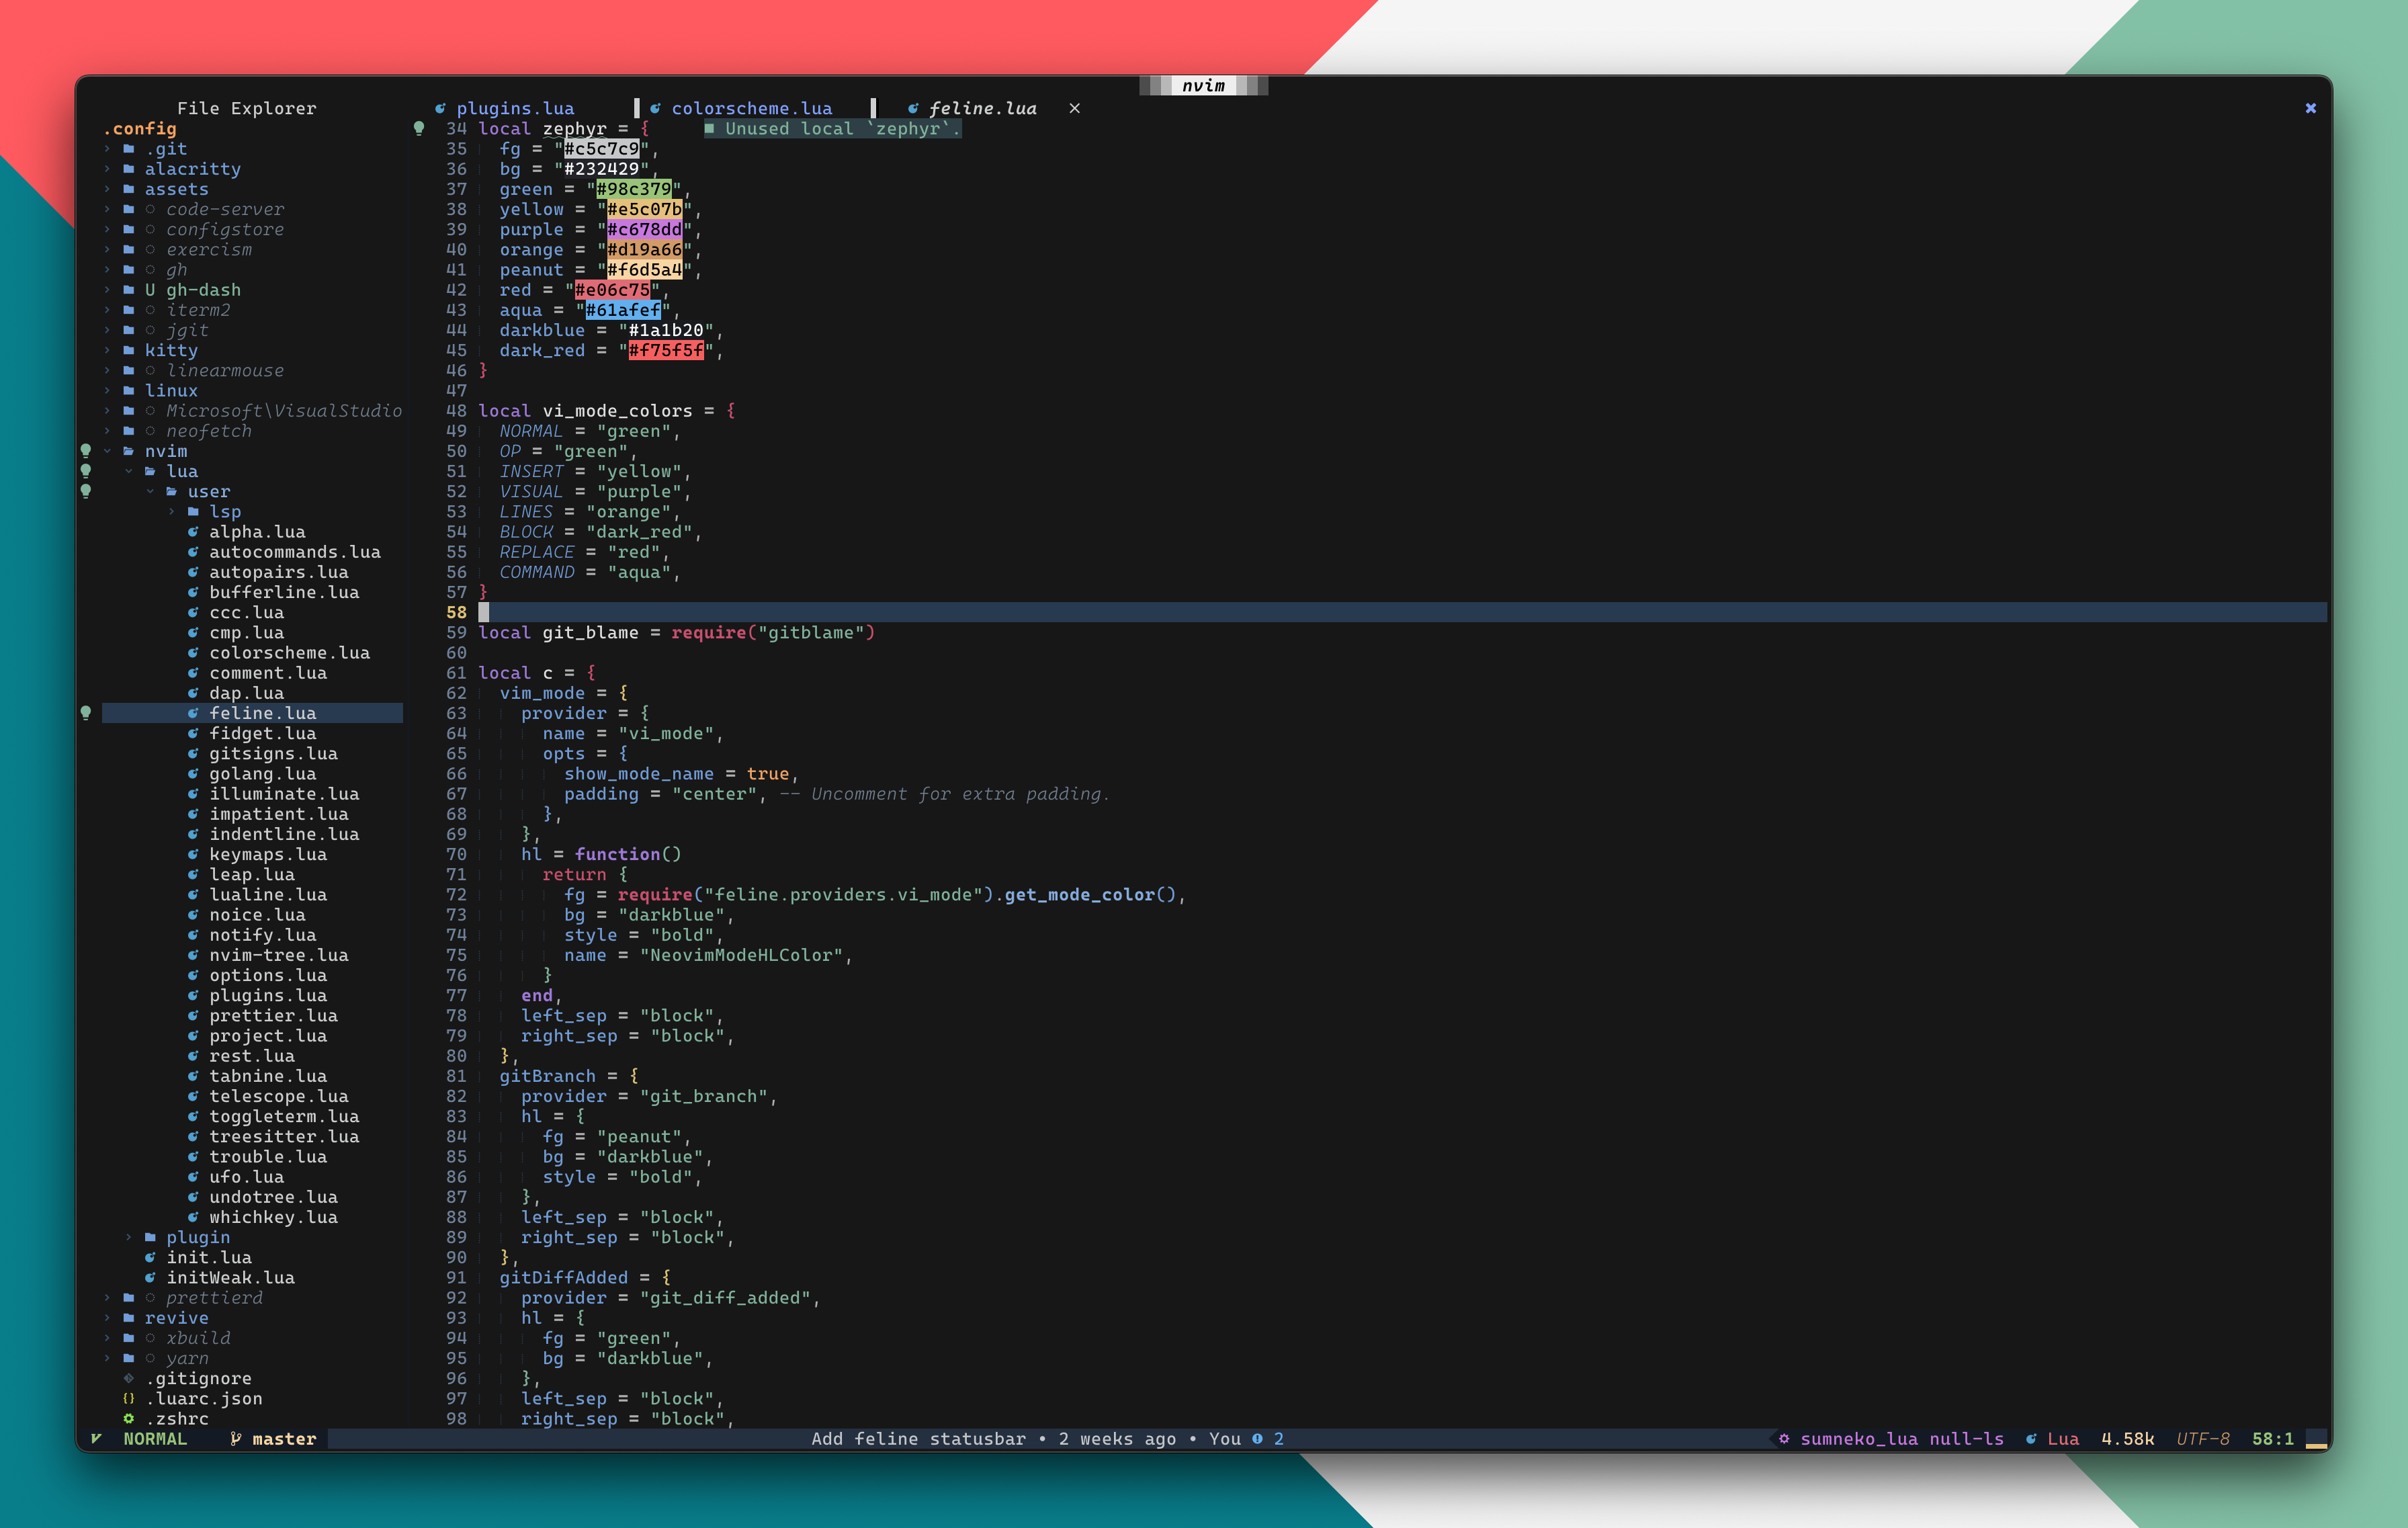 nvim
File Explorer
plugins.lua
colorscheme.lua
feline.lua ×
.config
.git
alacritty
assets
code-server
configstore
exercism
gh
U gh-dash
iterm2
jgit
kitty
linearmouse
linux
Microsoft\VisualStudio
neofetch
nvim
lua
user
lsp
alpha.lua
autocommands.lua
autopairs.lua
bufferline.lua
ccc.lua
cmp.lua
colorscheme.lua
comment.lua
dap.lua
feline.lua
fidget.lua
gitsigns.lua
golang.lua
illuminate.lua
impatient.lua
indentline.lua
keymaps.lua
leap.lua
lualine.lua
noice.lua
notify.lua
nvim-tree.lua
options.lua
plugins.lua
prettier.lua
project.lua
rest.lua
tabnine.lua
telescope.lua
toggleterm.lua
treesitter.lua
trouble.lua
ufo.lua
undotree.lua
whichkey.lua
plugin
init.lua
initWeak.lua
prettierd
revive
xbuild
yarn
.gitignore
{} .luarc.json
.zshrc
34 local zephyr = { ■ Unused local `zephyr`.
35 fg = "#c5c7c9",
36 bg = "#232429",
37 green = "#98c379",
38 yellow = "#e5c07b",
39 purple = "#c678dd",
40 orange = "#d19a66",
41 peanut = "#f6d5a4",
42 red = "#e06c75",
43 aqua = "#61afef",
44 darkblue = "#1a1b20",
45 dark_red = "#f75f5f",
46 }
47
48 local vi_mode_colors = {
49 NORMAL = "green",
50 OP = "green",
51 INSERT = "yellow",
52 VISUAL = "purple",
53 LINES = "orange",
54 BLOCK = "dark_red",
55 REPLACE = "red",
56 COMMAND = "aqua",
57 }
58
59 local git_blame = require("gitblame")
60
61 local c = {
62 vim_mode = {
63 provider = {
64 name = "vi_mode",
65 opts = {
66 show_mode_name = true,
67 padding = "center", -- Uncomment for extra padding.
68 },
69 },
70 hl = function()
71 return {
72 fg = require("feline.providers.vi_mode").get_mode_color(),
73 bg = "darkblue",
74 style = "bold",
75 name = "NeovimModeHLColor",
76 }
77 end,
78 left_sep = "block",
79 right_sep = "block",
80 },
81 gitBranch = {
82 provider = "git_branch",
83 hl = {
84 fg = "peanut",
85 bg = "darkblue",
86 style = "bold",
87 },
88 left_sep = "block",
89 right_sep = "block",
90 },
91 gitDiffAdded = {
92 provider = "git_diff_added",
93 hl = {
94 fg = "green",
95 bg = "darkblue",
96 },
97 left_sep = "block",
98 right_sep = "block",
NORMAL master Add feline statusbar • 2 weeks ago • You 2 sumneko_lua null-ls Lua 4.58k UTF-8 58:1